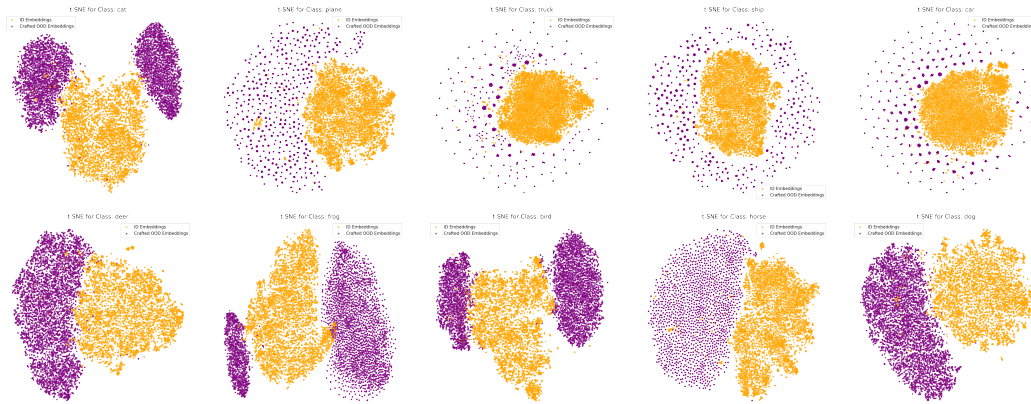 t SNE for Class: cat
ID Embeddings
Crafted OOD Embeddings
t SNE for Class: plane
ID Embeddings
Crafted OOD Embeddings
t SNE for Class: truck
ID Embeddings
Crafted OOD Embeddings
t SNE for Class: ship
ID Embeddings
Crafted OOD Embeddings
t SNE for Class: car
ID Embeddings
Crafted OOD Embeddings
t SNE for Class: deer
ID Embeddings
Crafted OOD Embeddings
t SNE for Class: frog
ID Embeddings
Crafted OOD Embeddings
t SNE for Class: bird
ID Embeddings
Crafted OOD Embeddings
t SNE for Class: horse
ID Embeddings
Crafted OOD Embeddings
t SNE for Class: dog
ID Embeddings
Crafted OOD Embeddings